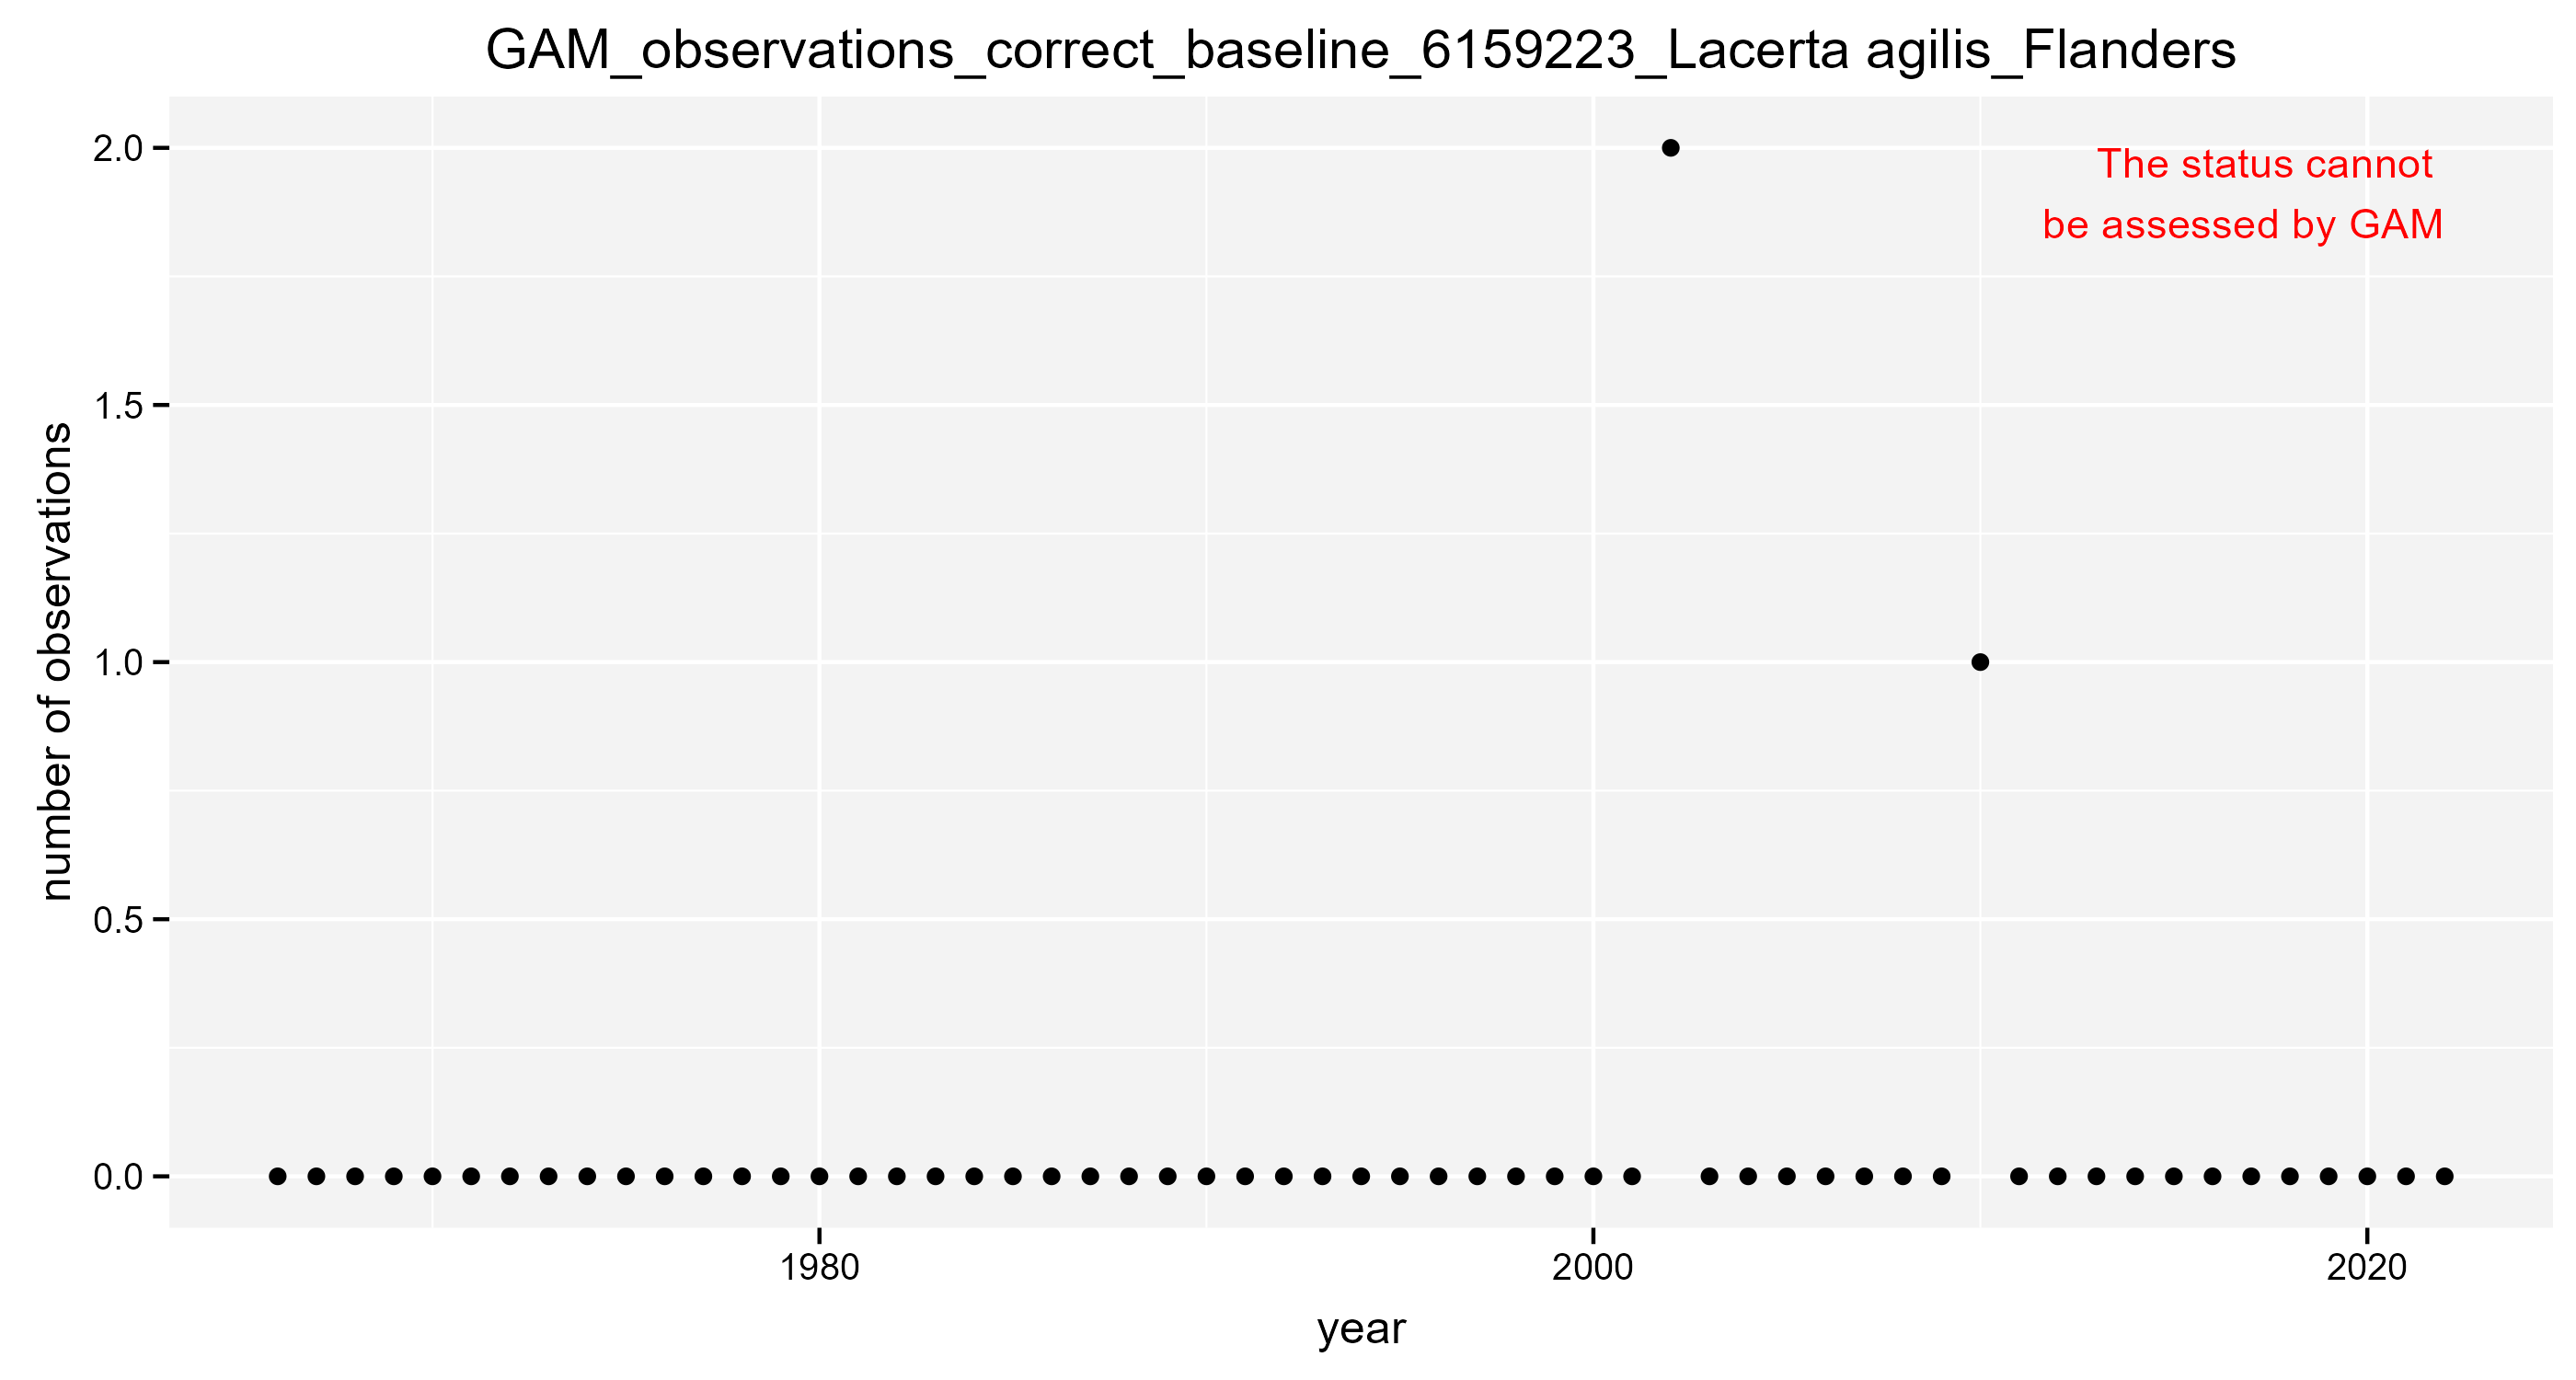 GAM_observations_correct_baseline_6159223_Lacerta agilis_Flanders
The status cannot
be assessed by GAM
2.0
1.5
1.0
0.5
0.0
number of observations
1980
2000
2020
year